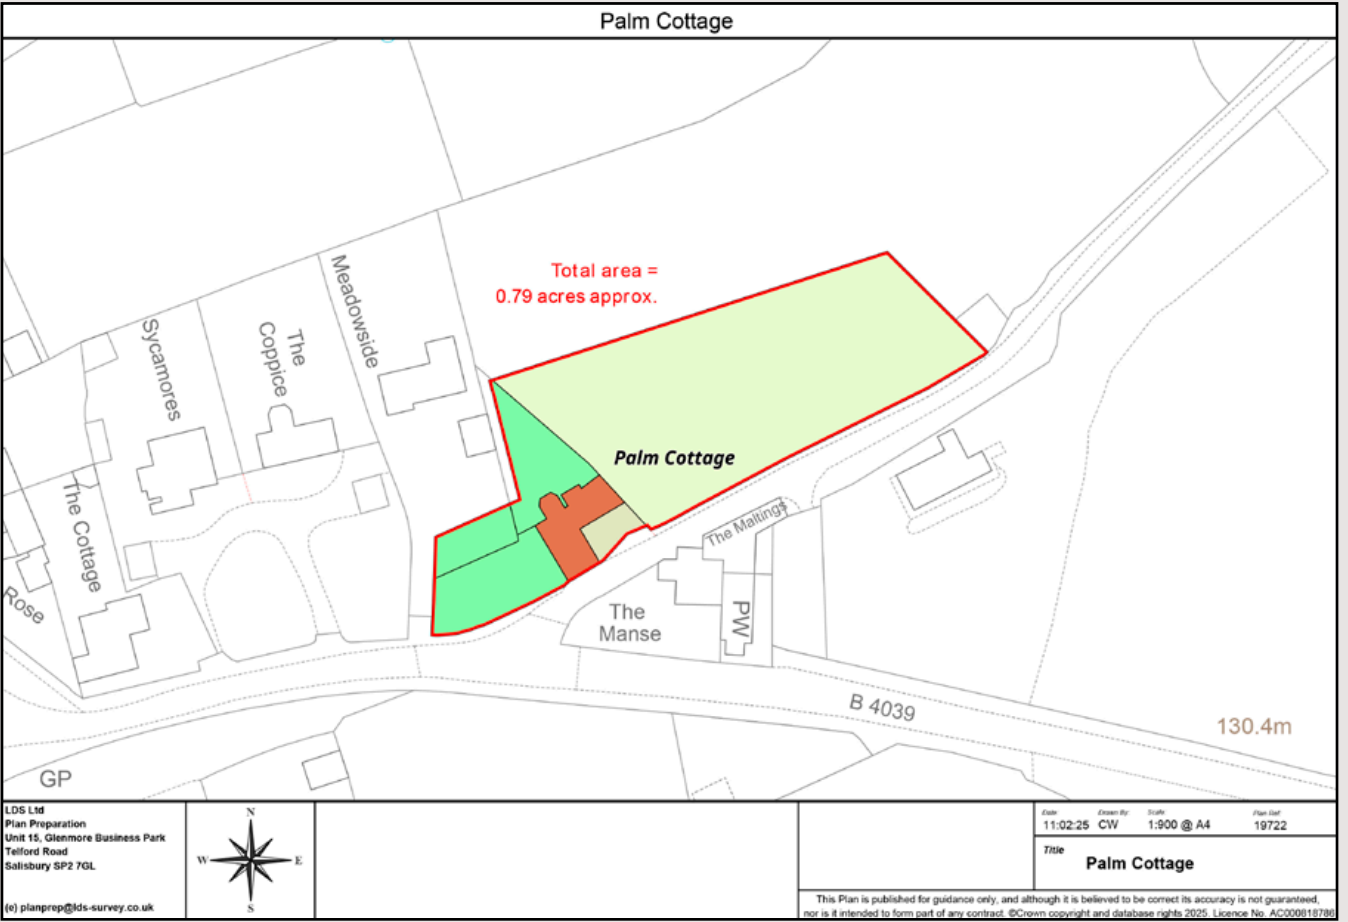 Palm Cottage
Total area =
0.79 acres approx.
Meadowside
The
Coppice
Sycamores
Palm Cottage
The Cottage
The Maltings
Rose
The
Manse
PW
B 4039
130.4m
GP
LDS Ltd
Plan Preparation
Unit 15, Glenmore Business Park
Telford Road
Salisbury SP2 7GL
(e) planprep@lds-survey.co.uk
N
W E
S
Date Drawn By: Scale Plan Ref:
11:02:25 CW 1:900 @ A4 19722
Title
Palm Cottage
This Plan is published for guidance only, and although it is believed to be correct its accuracy is not guaranteed,
nor is it intended to form part of any contract. ©Crown copyright and database rights 2025. Licence No. AC000818786